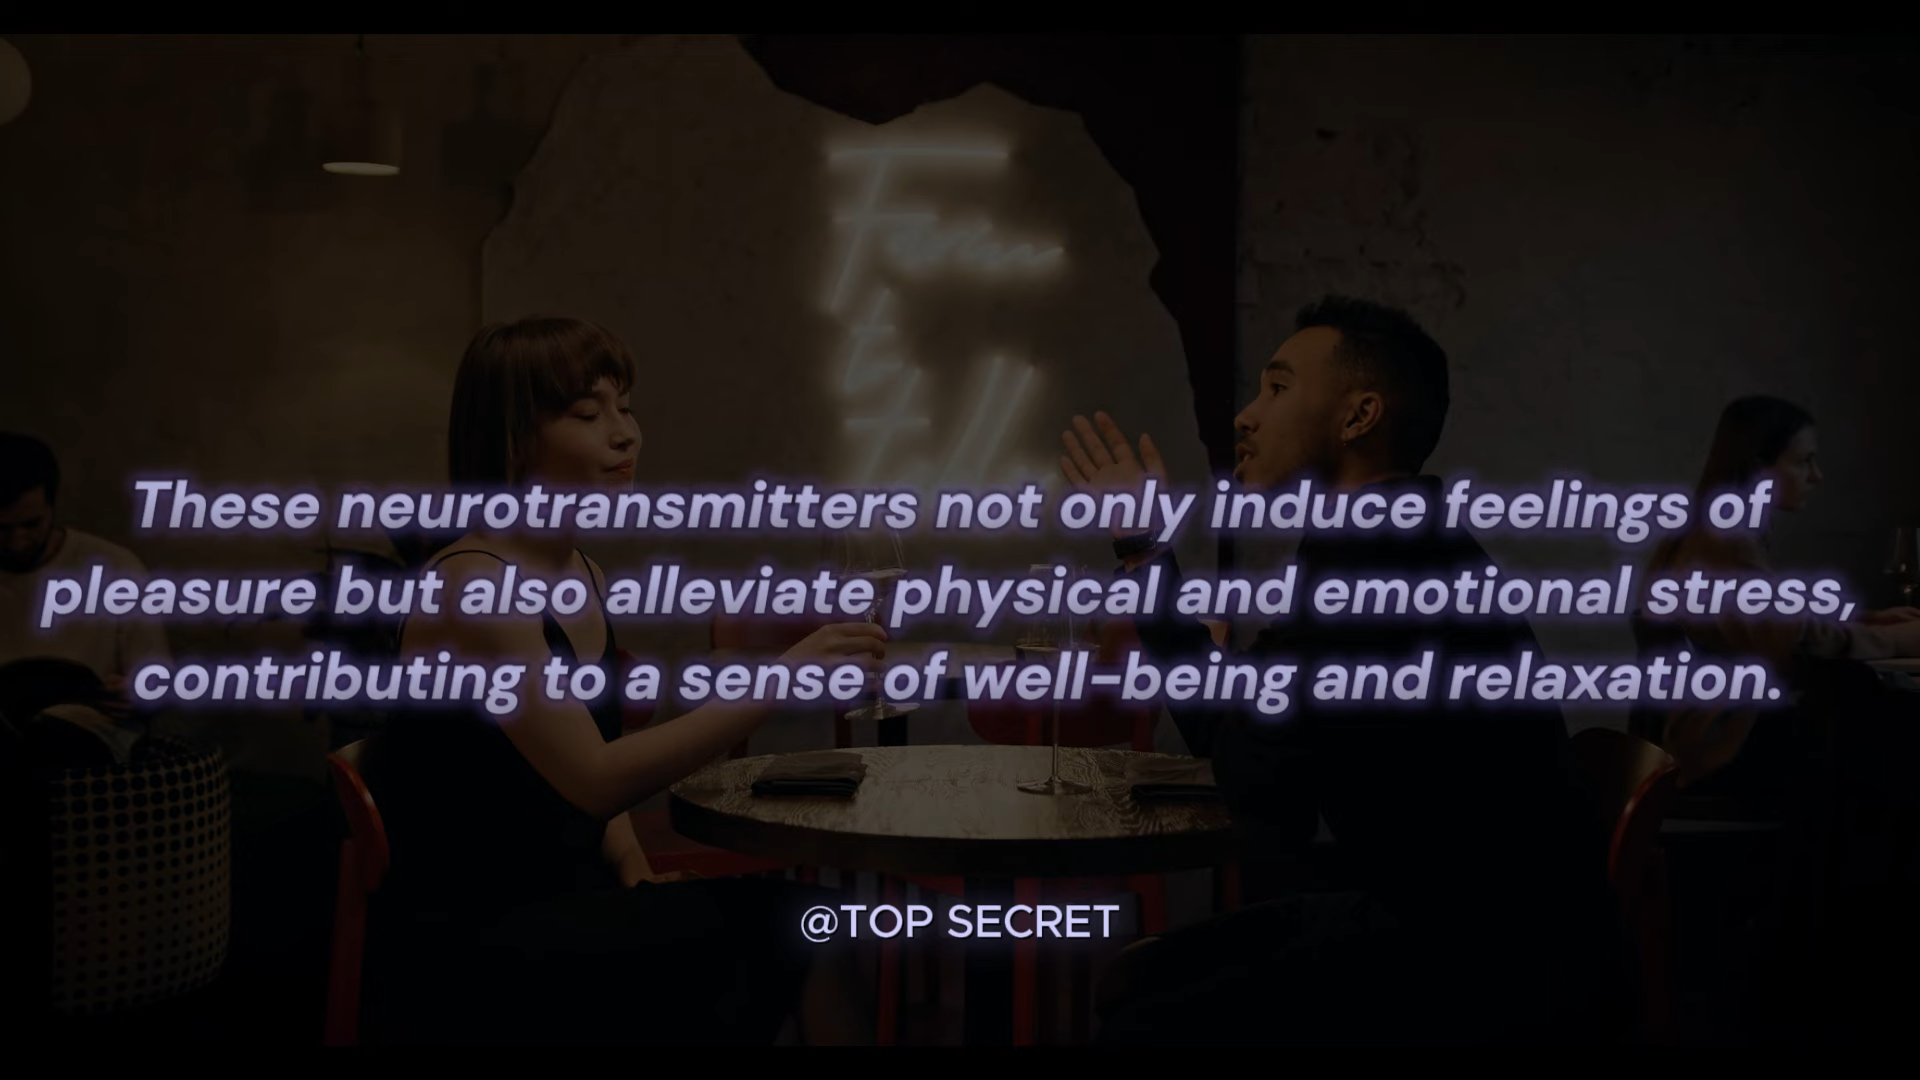 These neurotransmitters not only induce feelings of
pleasure but also alleviate physical and emotional stress,
contributing to a sense of well-being and relaxation.
@TOP SECRET